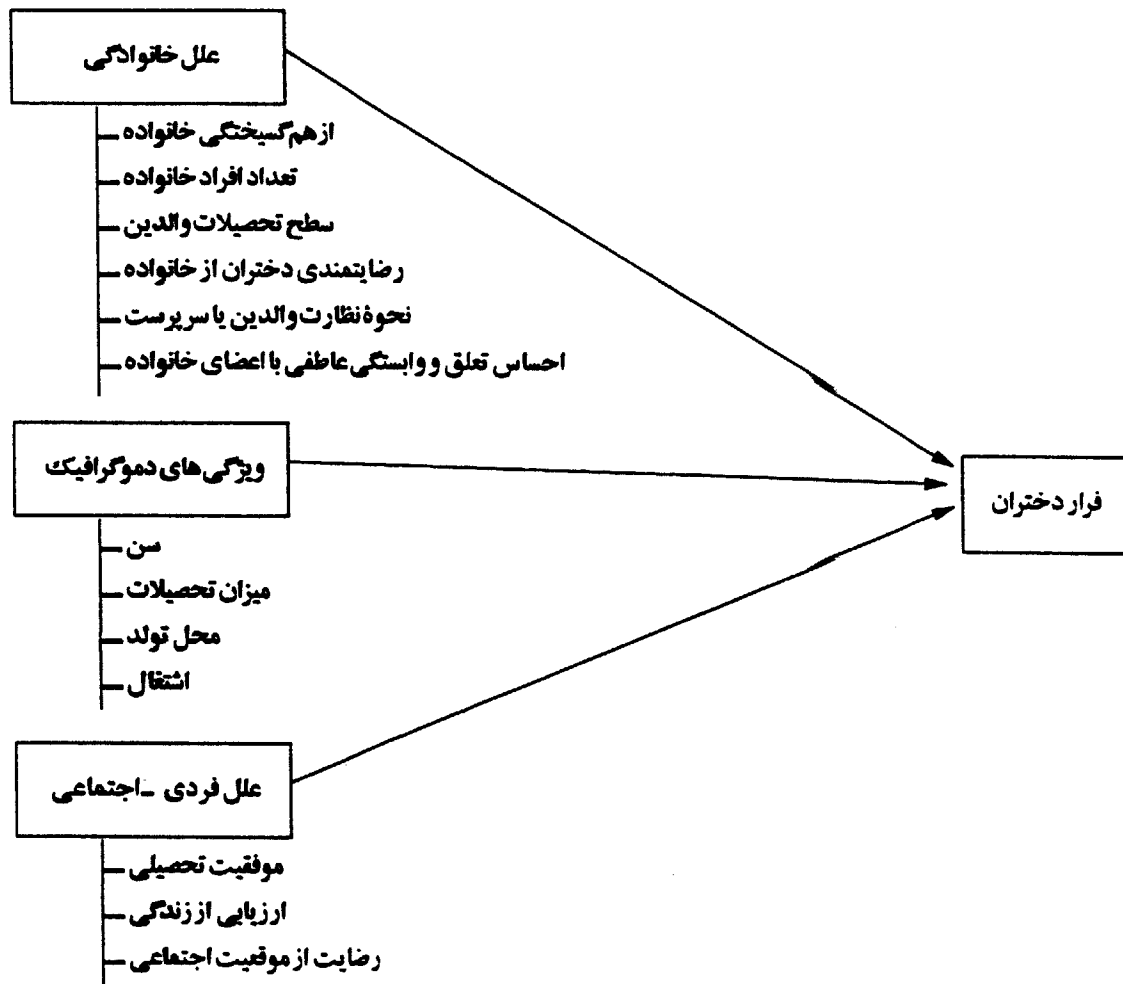 علل خانوادگی
از هم گسیختگی خانواده
تعداد افراد خانواده
سطح تحصیلات والدین
رضایتمندی دختران از خانواده
نحوۀ نظارت والدین یا سرپرست
احساس تعلق و وابستگی عاطفی با اعضای خانواده
ویژگی‌های دموگرافیک
سن
میزان تحصیلات
محل تولد
اشتغال
علل فردی - اجتماعی
موفقیت تحصیلی
ارزیابی از زندگی
رضایت از موقعیت اجتماعی
فرار دختران